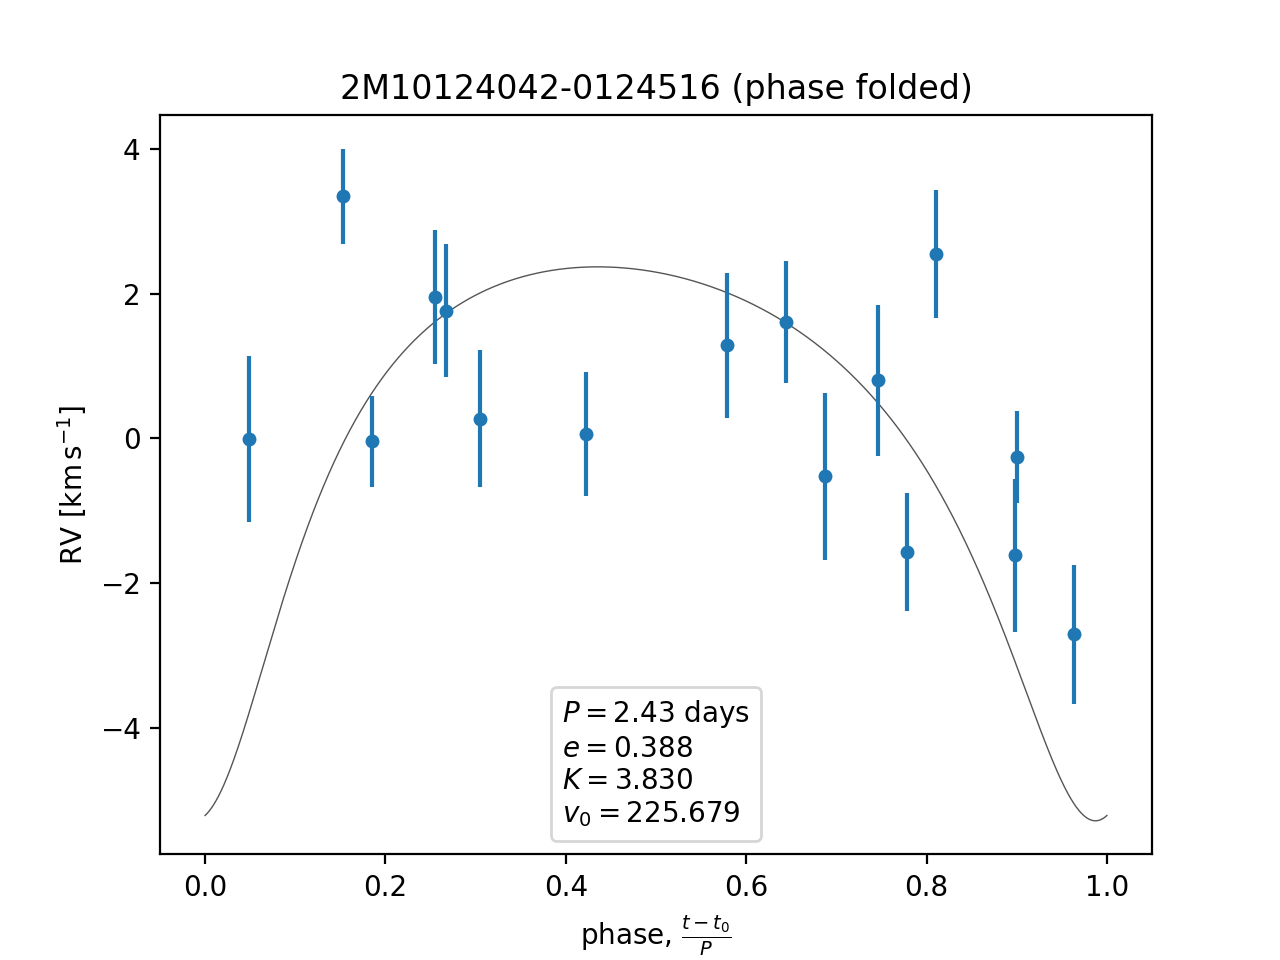 2M10124042-0124516 (phase folded)
4
2
0
−2
−4
RV [km s⁻¹]
P = 2.43 days
e = 0.388
K = 3.830
v₀ = 225.679
0.0 0.2 0.4 0.6 0.8 1.0
phase, (t − t₀)/P